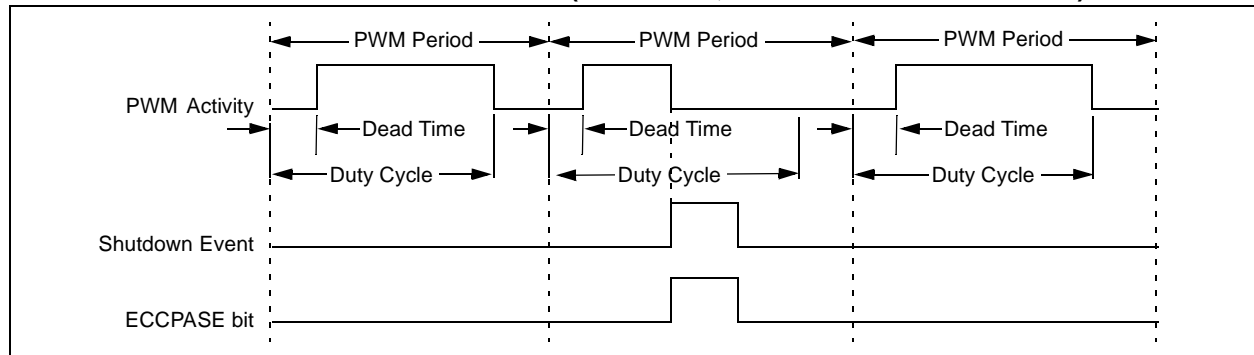 PWM Period PWM Period PWM Period
PWM Activity
Dead Time Dead Time Dead Time
Duty Cycle Duty Cycle Duty Cycle
Shutdown Event
ECCPASE bit